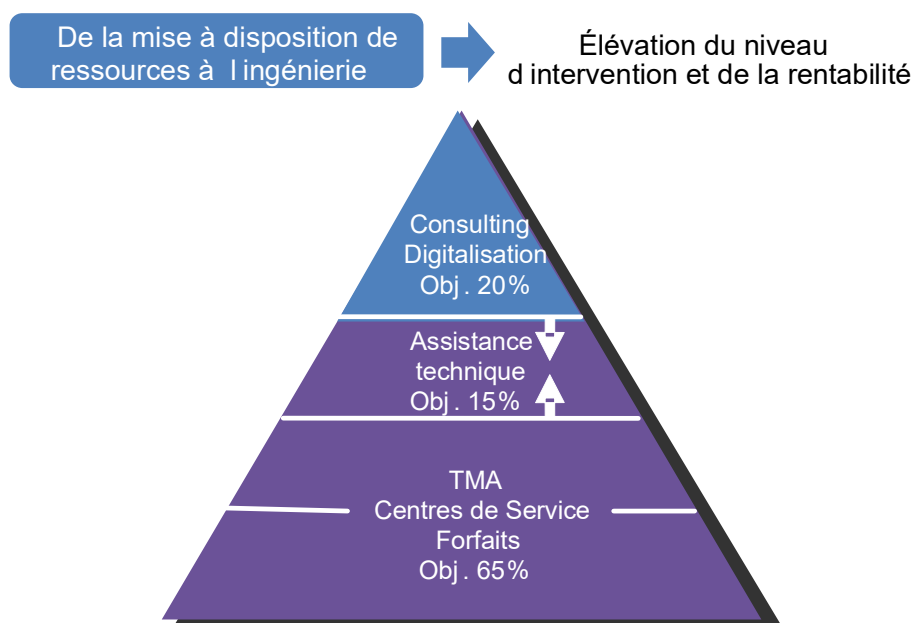 De la mise à disposition de
ressources à l ingénierie
Élévation du niveau
d intervention et de la rentabilité
Consulting
Digitalisation
Obj. 20%
Assistance
technique
Obj. 15%
TMA
Centres de Service
Forfaits
Obj. 65%